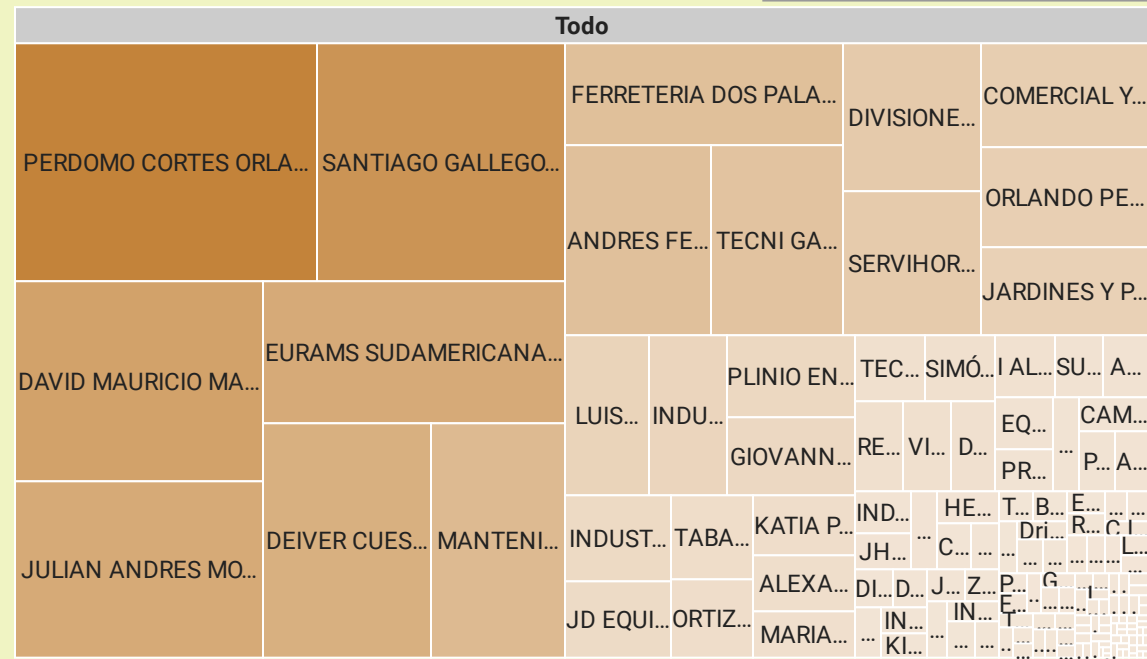 Todo
PERDOMO CORTES ORLA...
SANTIAGO GALLEGO...
DAVID MAURICIO MA...
EURAMS SUDAMERICANA...
JULIAN ANDRES MO...
DEIVER CUES...
MANTENI...
FERRETERIA DOS PALA...
ANDRES FE...
TECNI GA...
DIVISIONE...
SERVIHOR...
COMERCIAL Y...
ORLANDO PE...
JARDINES Y P...
LUIS...
INDU...
PLINIO EN...
GIOVANN...
INDUST...
JD EQUI...
TABA...
ORTIZ...
KATIA P...
ALEXA...
MARIA...
TEC...
SIMÓ...
I AL...
SU...
A...
RE...
VI...
D...
EQ...
PR...
...
CAM...
P...
A...
IND...
JH...
...
HE...
C...
...
DI...
D...
J...
Z...
...
IN...
KI...
...
IN...
...
...
T...
B...
E...
...
...
Dri...
R...
C...
L...
P...
G...
E...
T...